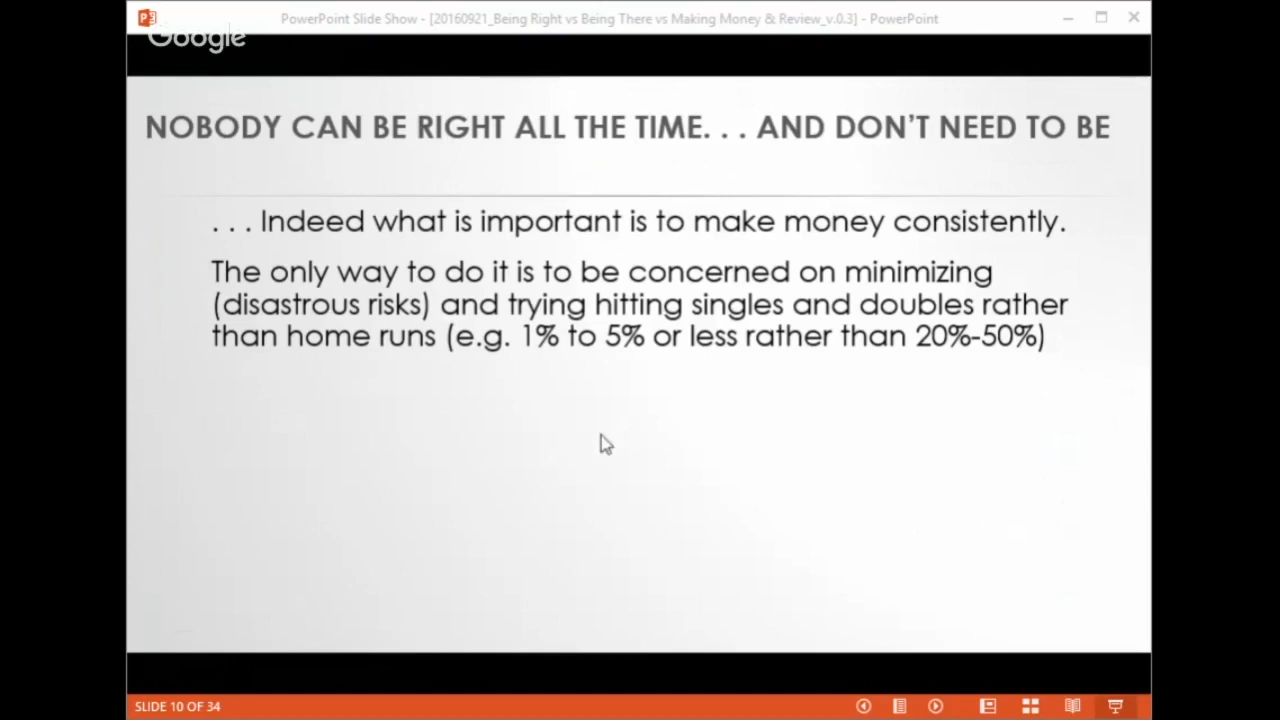 PowerPoint Slide Show - [20160921_Being Right vs Being There vs Making Money & Review_v.0.3] - PowerPoint
Google
NOBODY CAN BE RIGHT ALL THE TIME. . . AND DON'T NEED TO BE
. . . Indeed what is important is to make money consistently.
The only way to do it is to be concerned on minimizing
(disastrous risks) and trying hitting singles and doubles rather
than home runs (e.g. 1% to 5% or less rather than 20%-50%)
SLIDE 10 OF 34